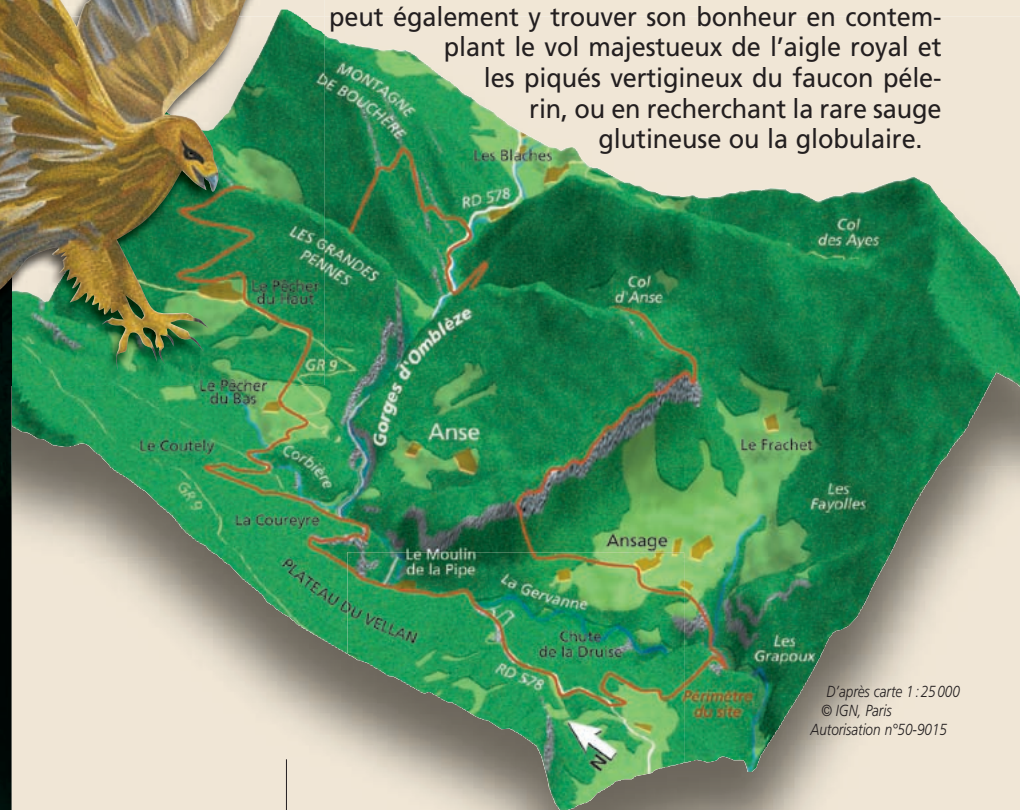 peut également y trouver son bonheur en contem-
plant le vol majestueux de l'aigle royal et
les piqués vertigineux du faucon péle-
rin, ou en recherchant la rare sauge
glutineuse ou la globulaire.
MONTAGNE
DE BOUCHÈRE
Les Blaches
RD 578
Col
des Ayes
LES GRANDES
PENNES
Col
d'Anse
Le Pêcher
du Haut
Gorges d'Omblèze
GR 9
Le Pêcher
du Bas
Anse
Le Coutely
Le Frachet
Corbière
GR 9
Les
Fayolles
La Coureyre
Ansage
Le Moulin
de la Pipe
PLATEAU DU VELLAN
La Gervanne
Chute
de la Druise
Les
Grapoux
RD 578
Périmètre
du site
N
D'après carte 1 : 25 000
© IGN, Paris
Autorisation n°50-9015